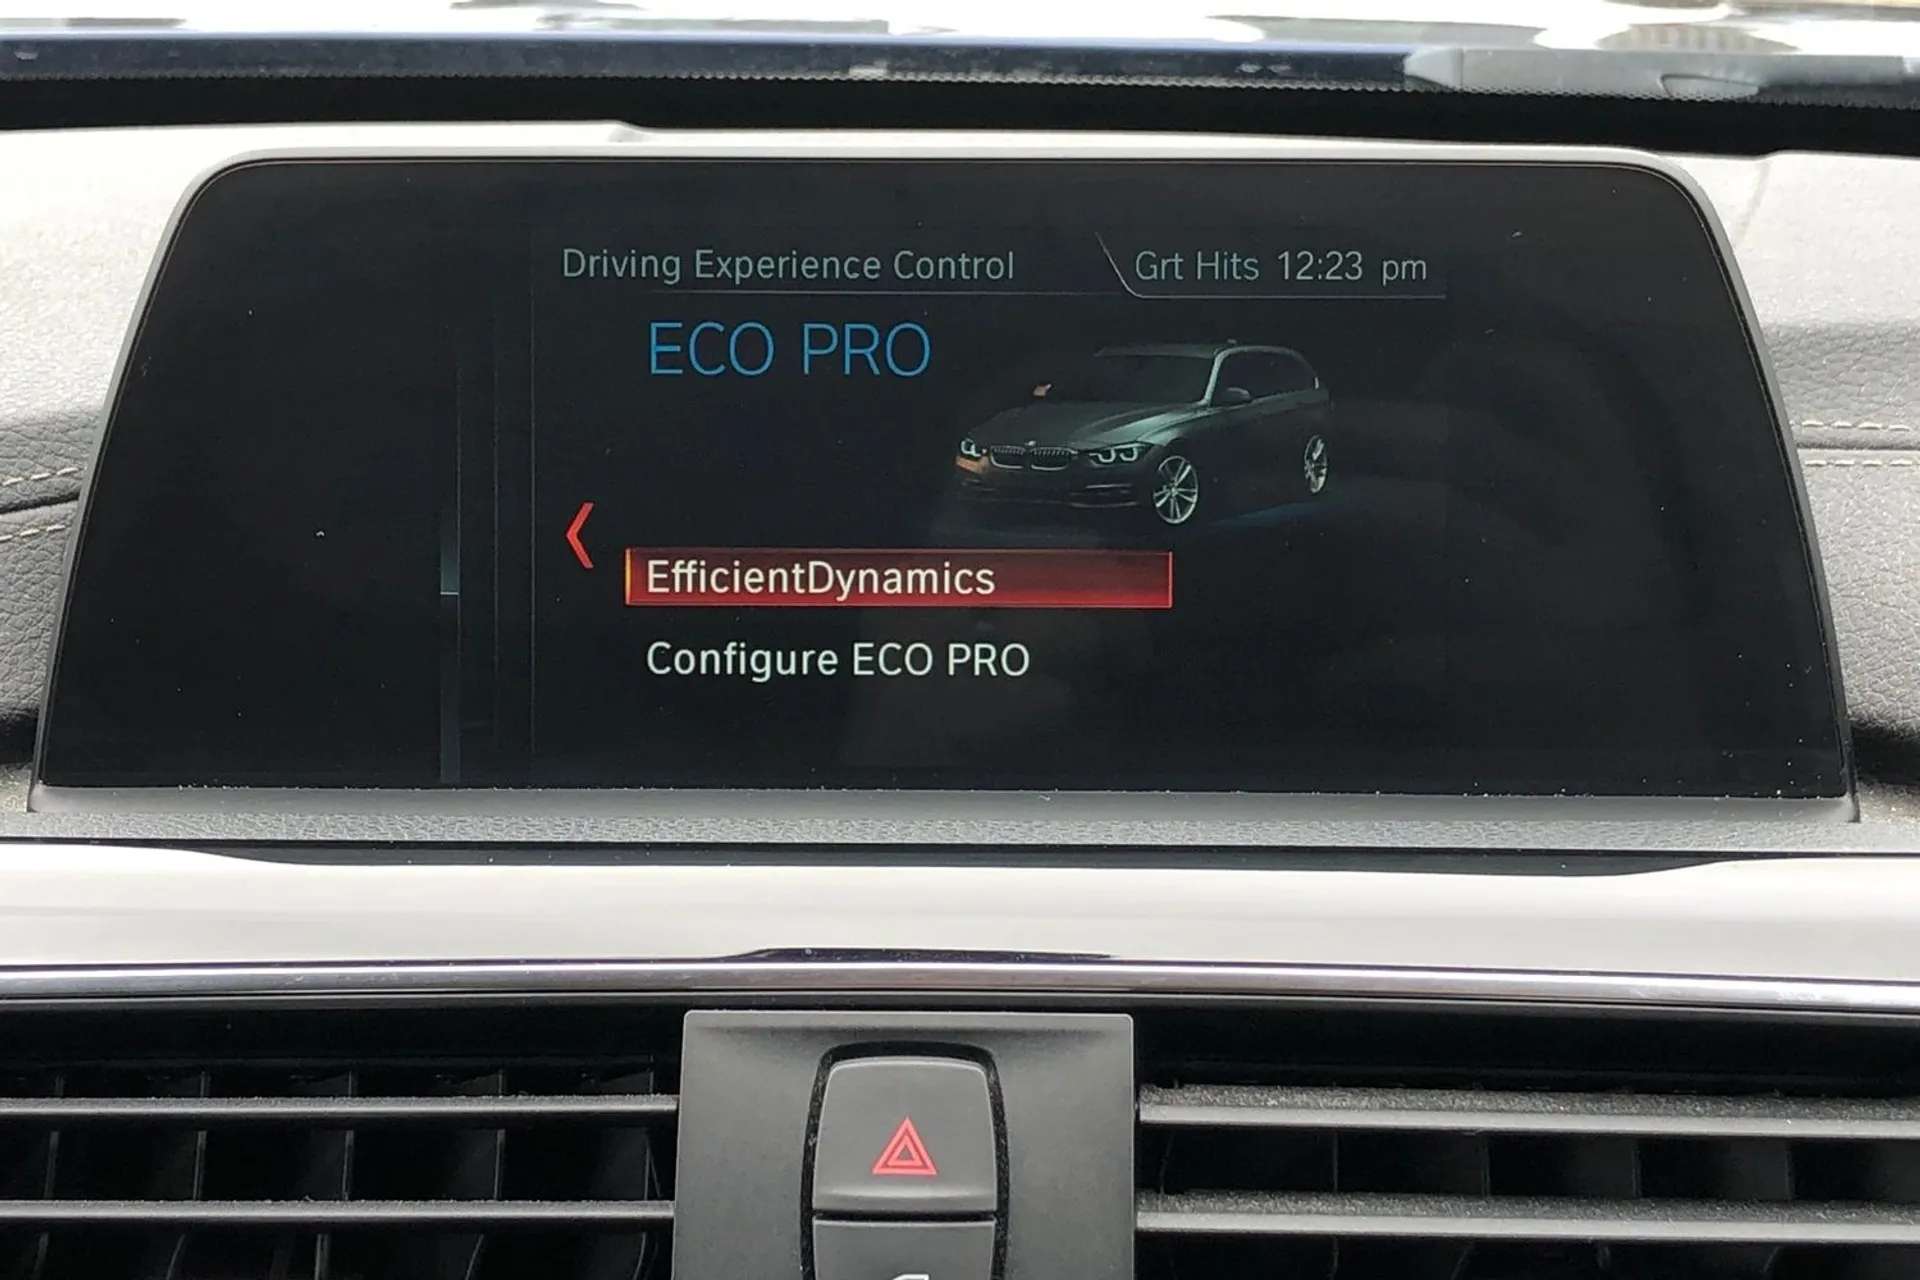 Driving Experience Control
Grt Hits 12:23 pm
ECO PRO
EfficientDynamics
Configure ECO PRO